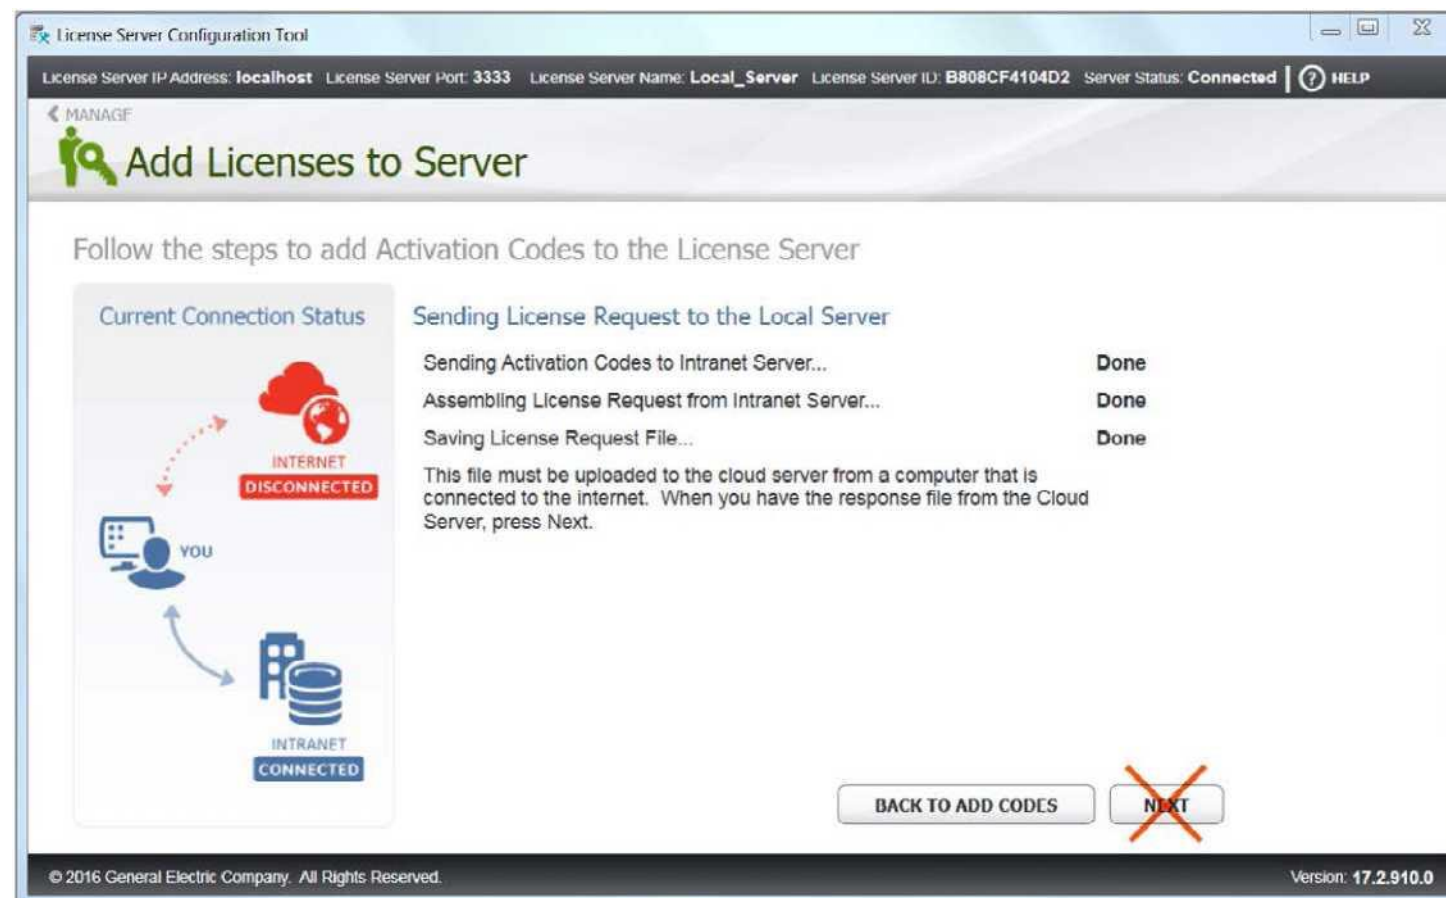 License Server Configuration Tool
License Server IP Address: localhost License Server Port: 3333 License Server Name: Local_Server License Server ID: B808CF4104D2 Server Status: Connected ? HELP
MANAGE
Add Licenses to Server
Follow the steps to add Activation Codes to the License Server
Current Connection Status
INTERNET
DISCONNECTED
YOU
INTRANET
CONNECTED
Sending License Request to the Local Server
Sending Activation Codes to Intranet Server... Done
Assembling License Request from Intranet Server... Done
Saving License Request File... Done
This file must be uploaded to the cloud server from a computer that is
connected to the internet. When you have the response file from the Cloud
Server, press Next.
BACK TO ADD CODES NEXT
© 2016 General Electric Company. All Rights Reserved. Version: 17.2.910.0